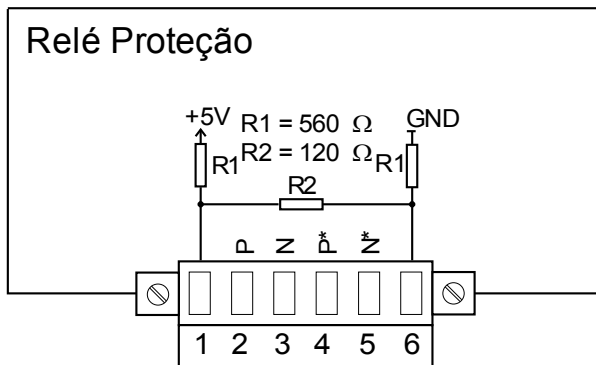 Relé Proteção
+5V R1 = 560 Ω GND
R2 = 120 Ω
R1 R2 R1
P N P* N*
1 2 3 4 5 6